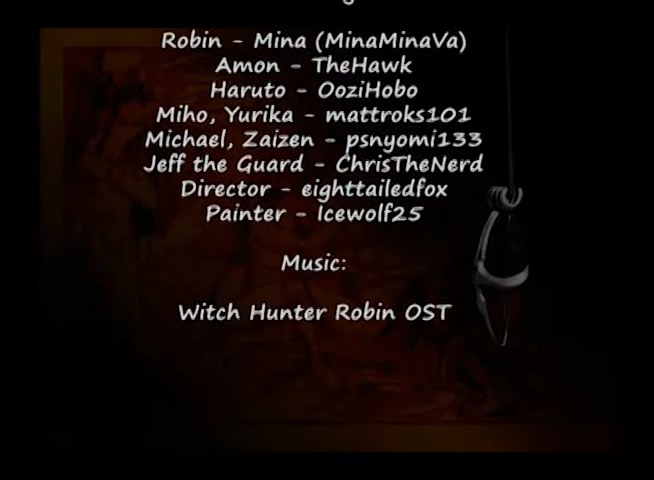 Robin - Mina (MinaMinaVa)
Amon - TheHawk
Haruto - OoziHobo
Miho, Yurika - mattroks101
Michael, Zaizen - psnyomi133
Jeff the Guard - ChrisTheNerd
Director - eighttailedfox
Painter - Icewolf25
Music:
Witch Hunter Robin OST